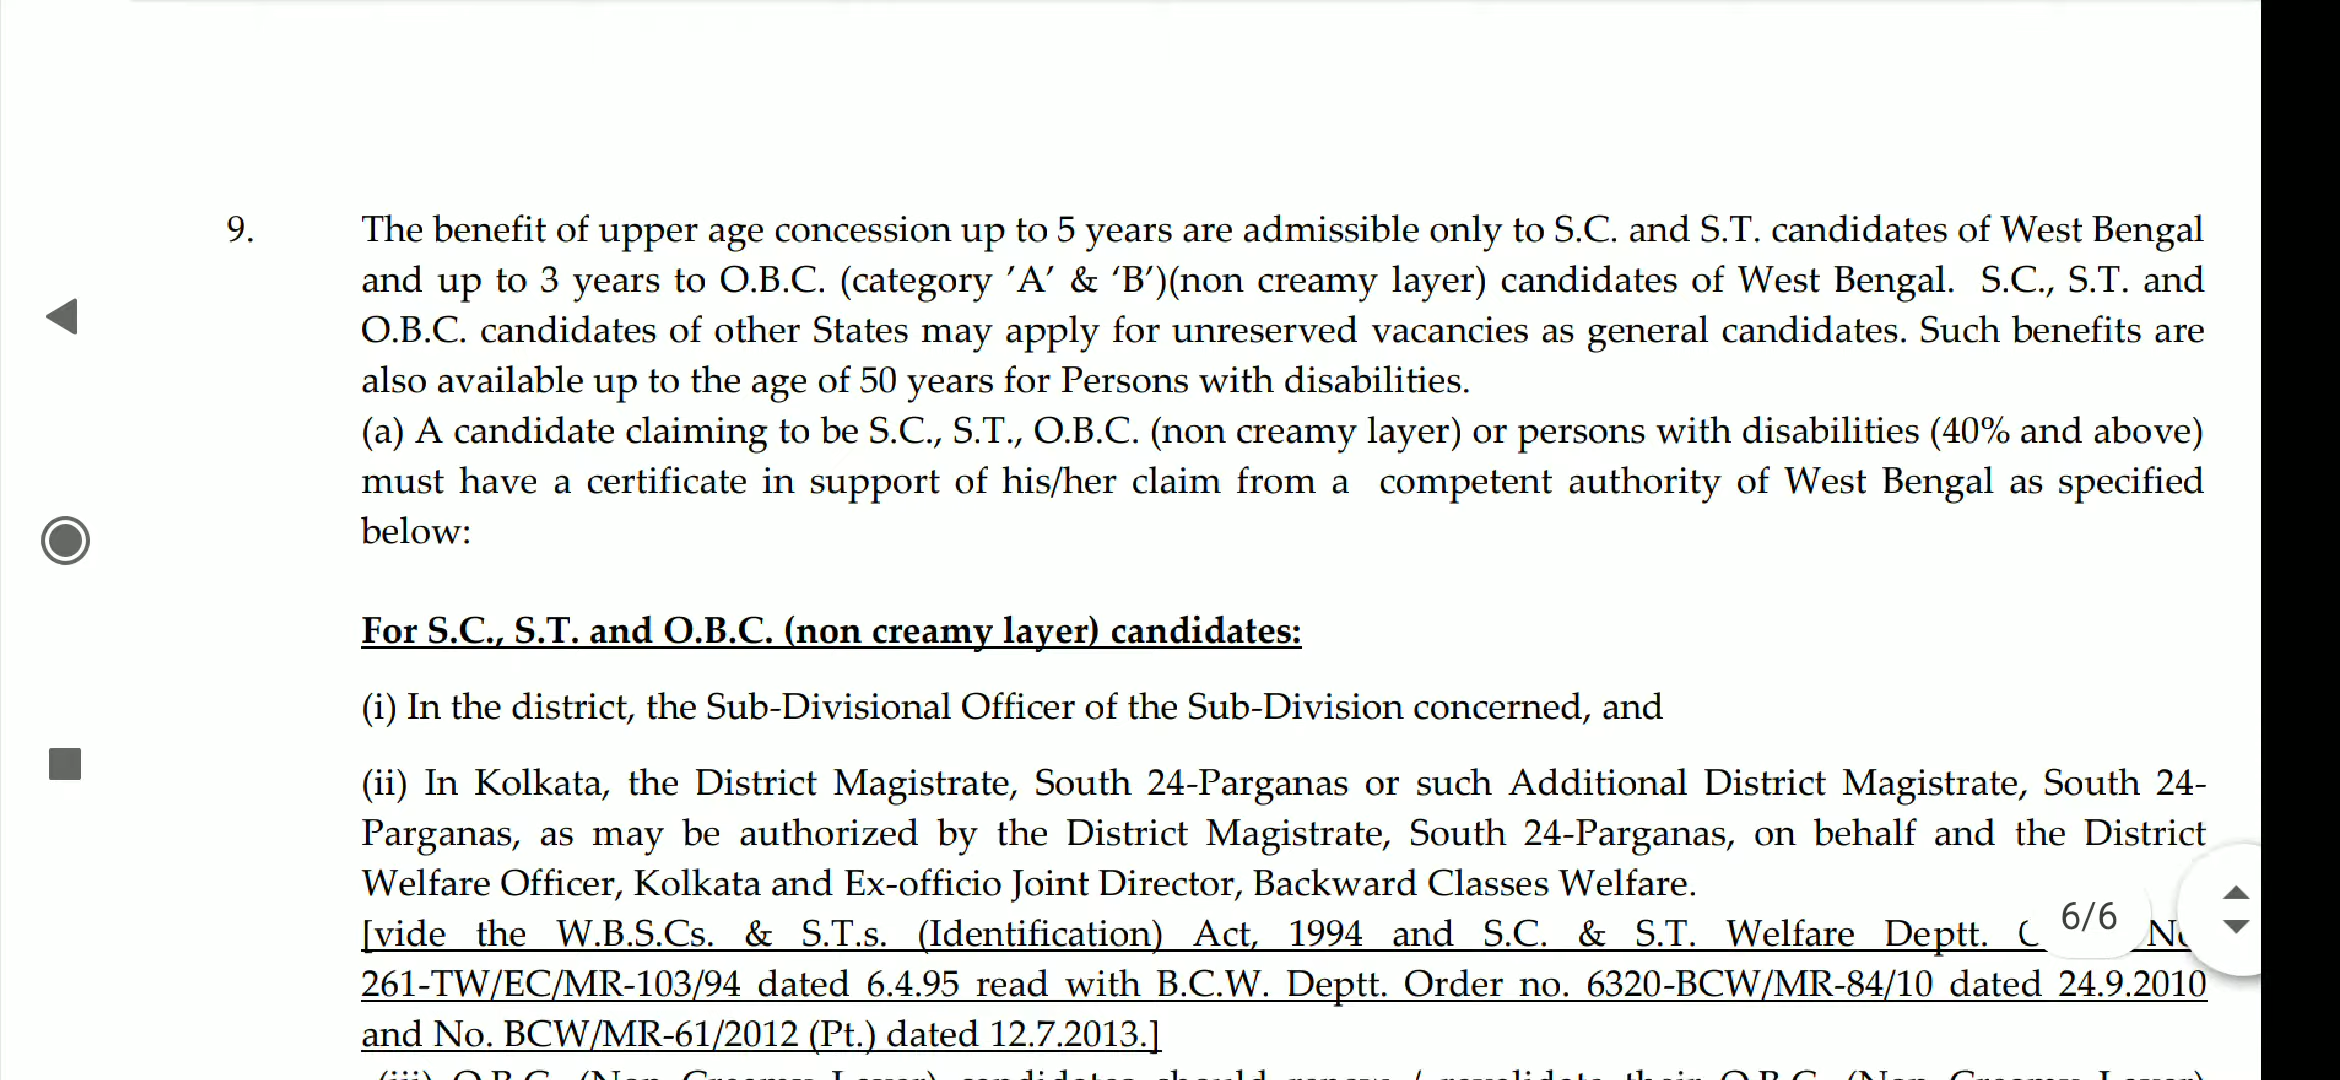 9. The benefit of upper age concession up to 5 years are admissible only to S.C. and S.T. candidates of West Bengal
and up to 3 years to O.B.C. (category 'A' & 'B')(non creamy layer) candidates of West Bengal. S.C., S.T. and
O.B.C. candidates of other States may apply for unreserved vacancies as general candidates. Such benefits are
also available up to the age of 50 years for Persons with disabilities.
(a) A candidate claiming to be S.C., S.T., O.B.C. (non creamy layer) or persons with disabilities (40% and above)
must have a certificate in support of his/her claim from a competent authority of West Bengal as specified
below:
For S.C., S.T. and O.B.C. (non creamy layer) candidates:
(i) In the district, the Sub-Divisional Officer of the Sub-Division concerned, and
(ii) In Kolkata, the District Magistrate, South 24-Parganas or such Additional District Magistrate, South 24-
Parganas, as may be authorized by the District Magistrate, South 24-Parganas, on behalf and the District
Welfare Officer, Kolkata and Ex-officio Joint Director, Backward Classes Welfare.
[vide the W.B.S.Cs. & S.T.s. (Identification) Act, 1994 and S.C. & S.T. Welfare Deptt.
6/6
261-TW/EC/MR-103/94 dated 6.4.95 read with B.C.W. Deptt. Order no. 6320-BCW/MR-84/10 dated 24.9.2010
and No. BCW/MR-61/2012 (Pt.) dated 12.7.2013.]